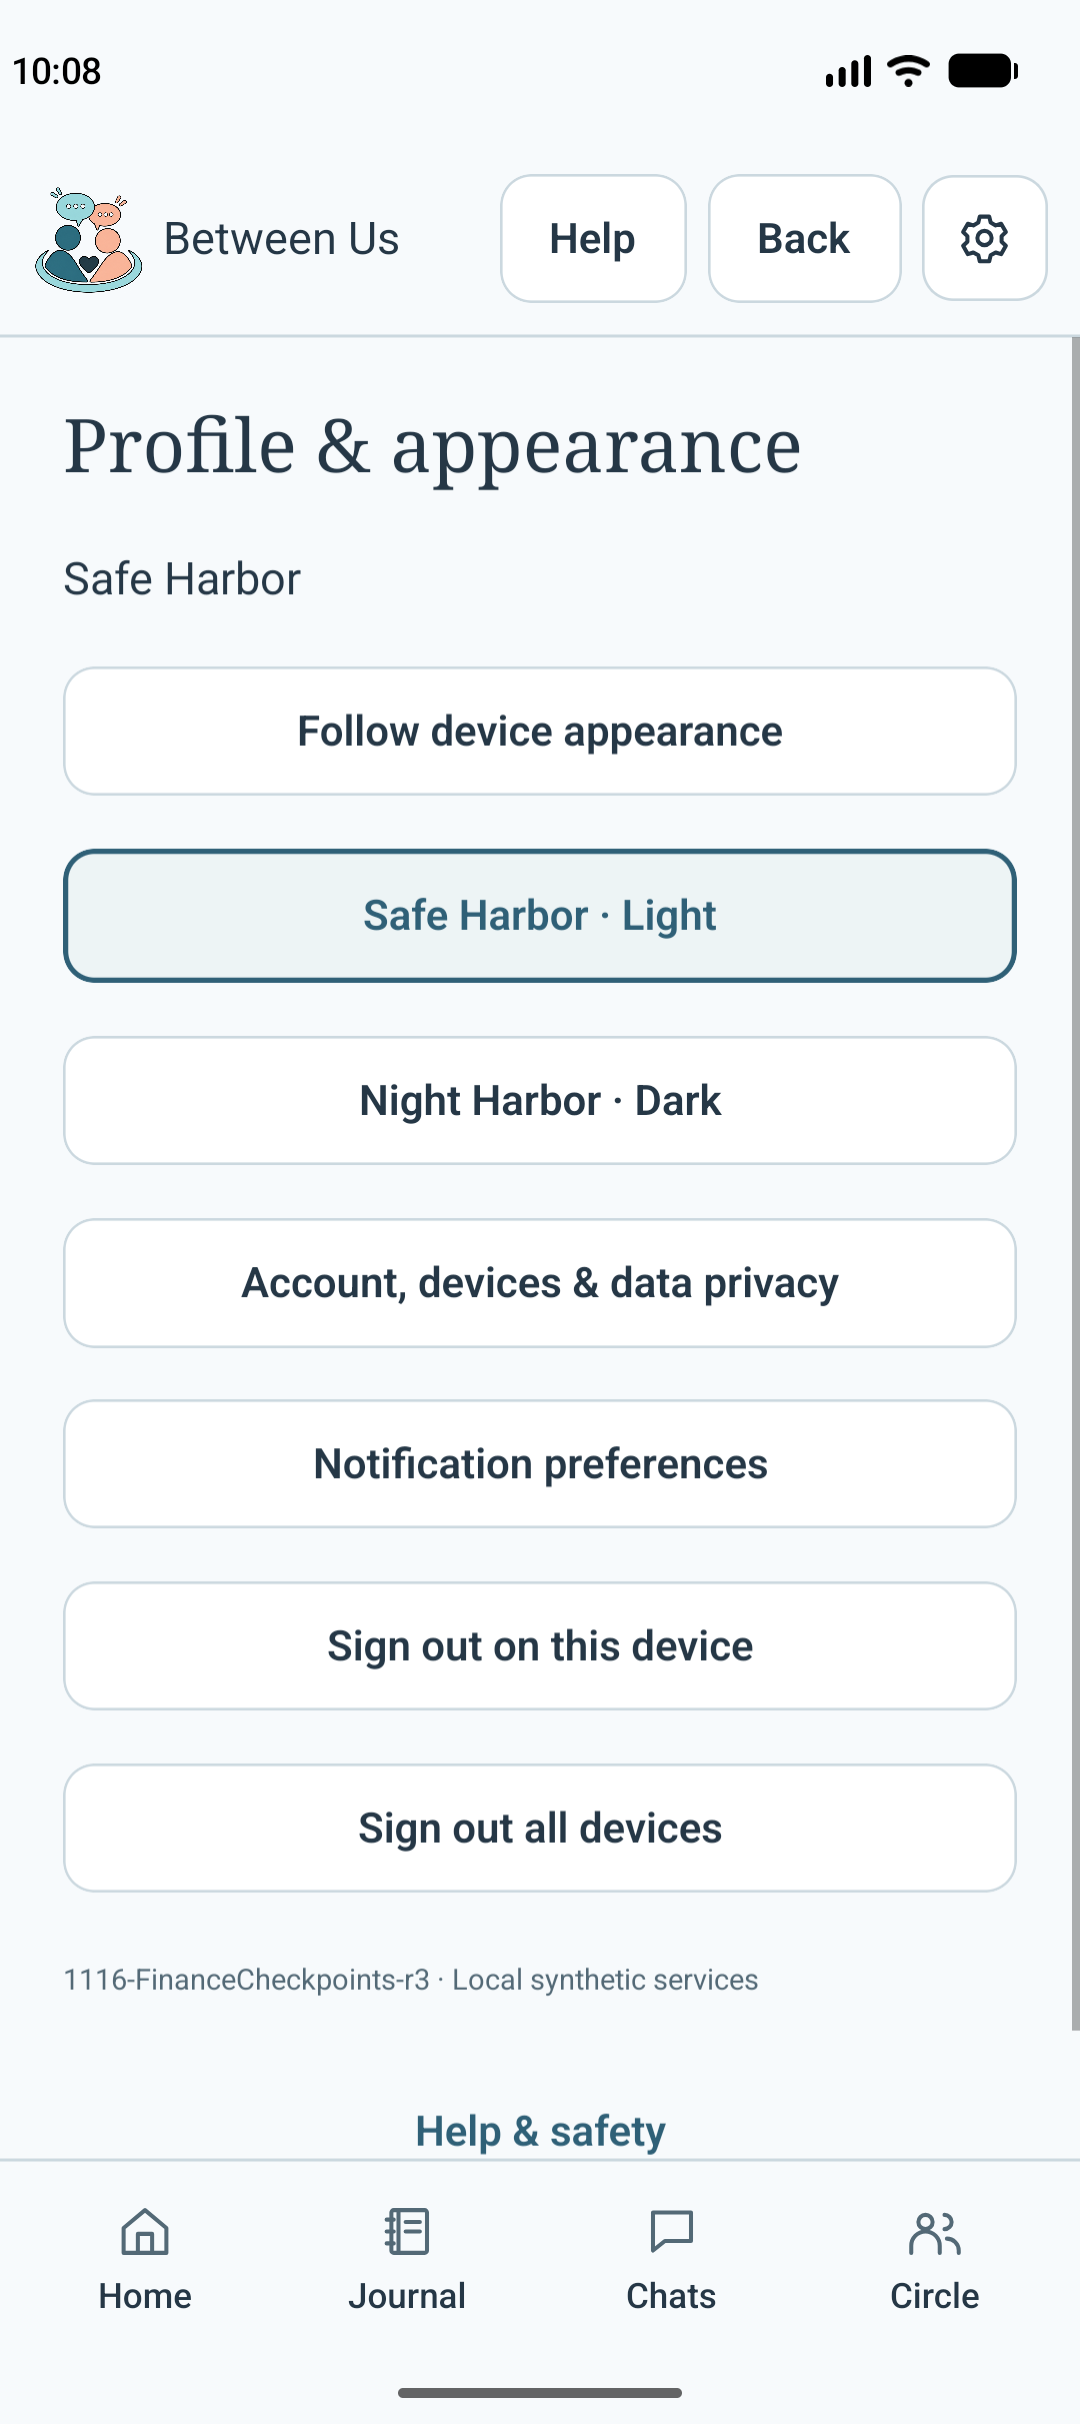 10:08
Between Us
Help
Back
Profile & appearance
Safe Harbor
Follow device appearance
Safe Harbor · Light
Night Harbor · Dark
Account, devices & data privacy
Notification preferences
Sign out on this device
Sign out all devices
1116-FinanceCheckpoints-r3 · Local synthetic services
Help & safety
Home
Journal
Chats
Circle